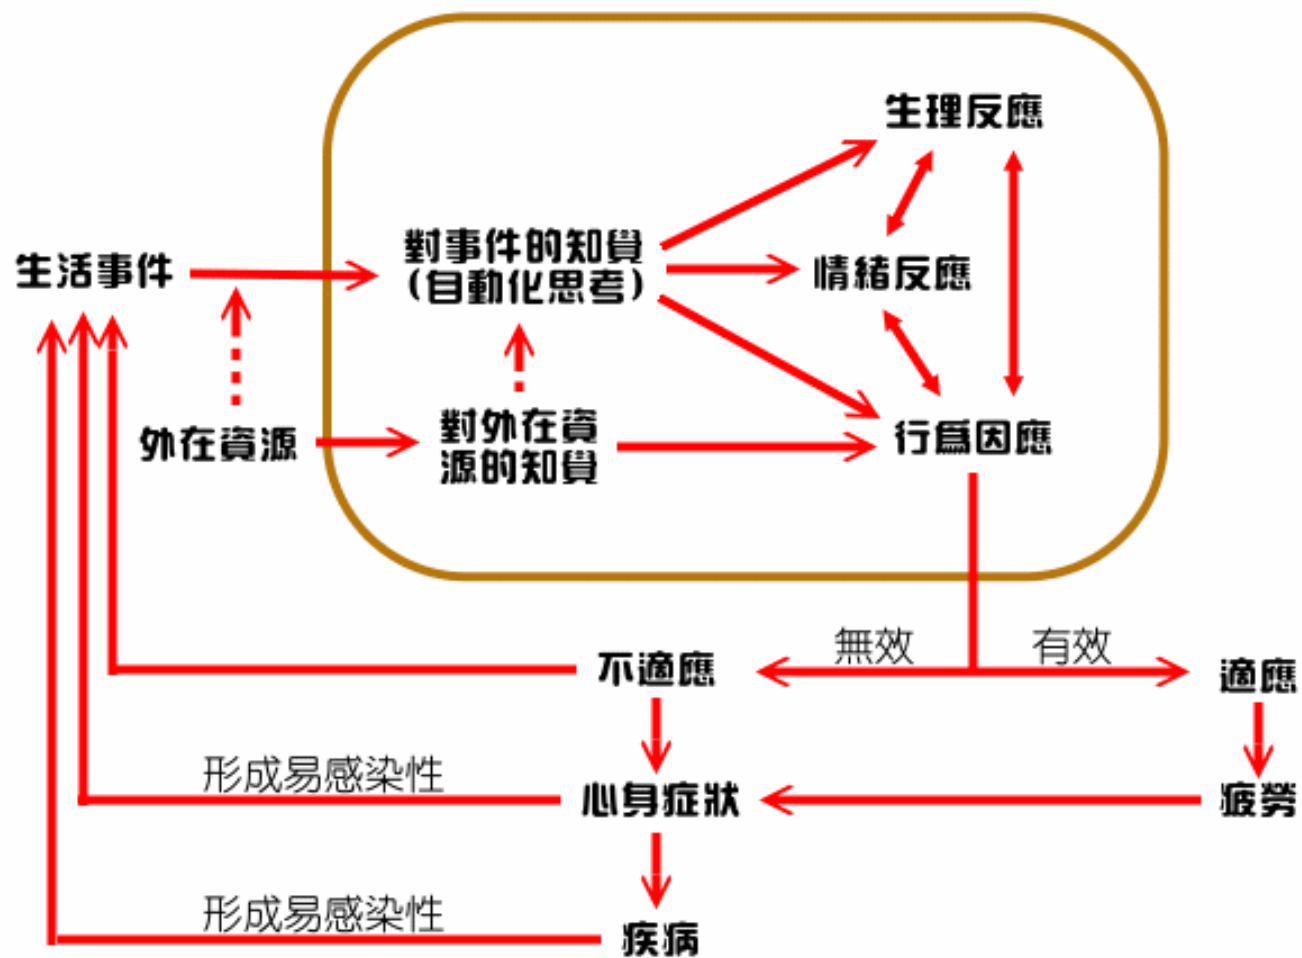 生理反應
對事件的知覺
(自動化思考)
生活事件
情緒反應
外在資源
對外在資
源的知覺
行為因應
無效
有效
不適應
適應
形成易感染性
心身症狀
疲勞
形成易感染性
疾病